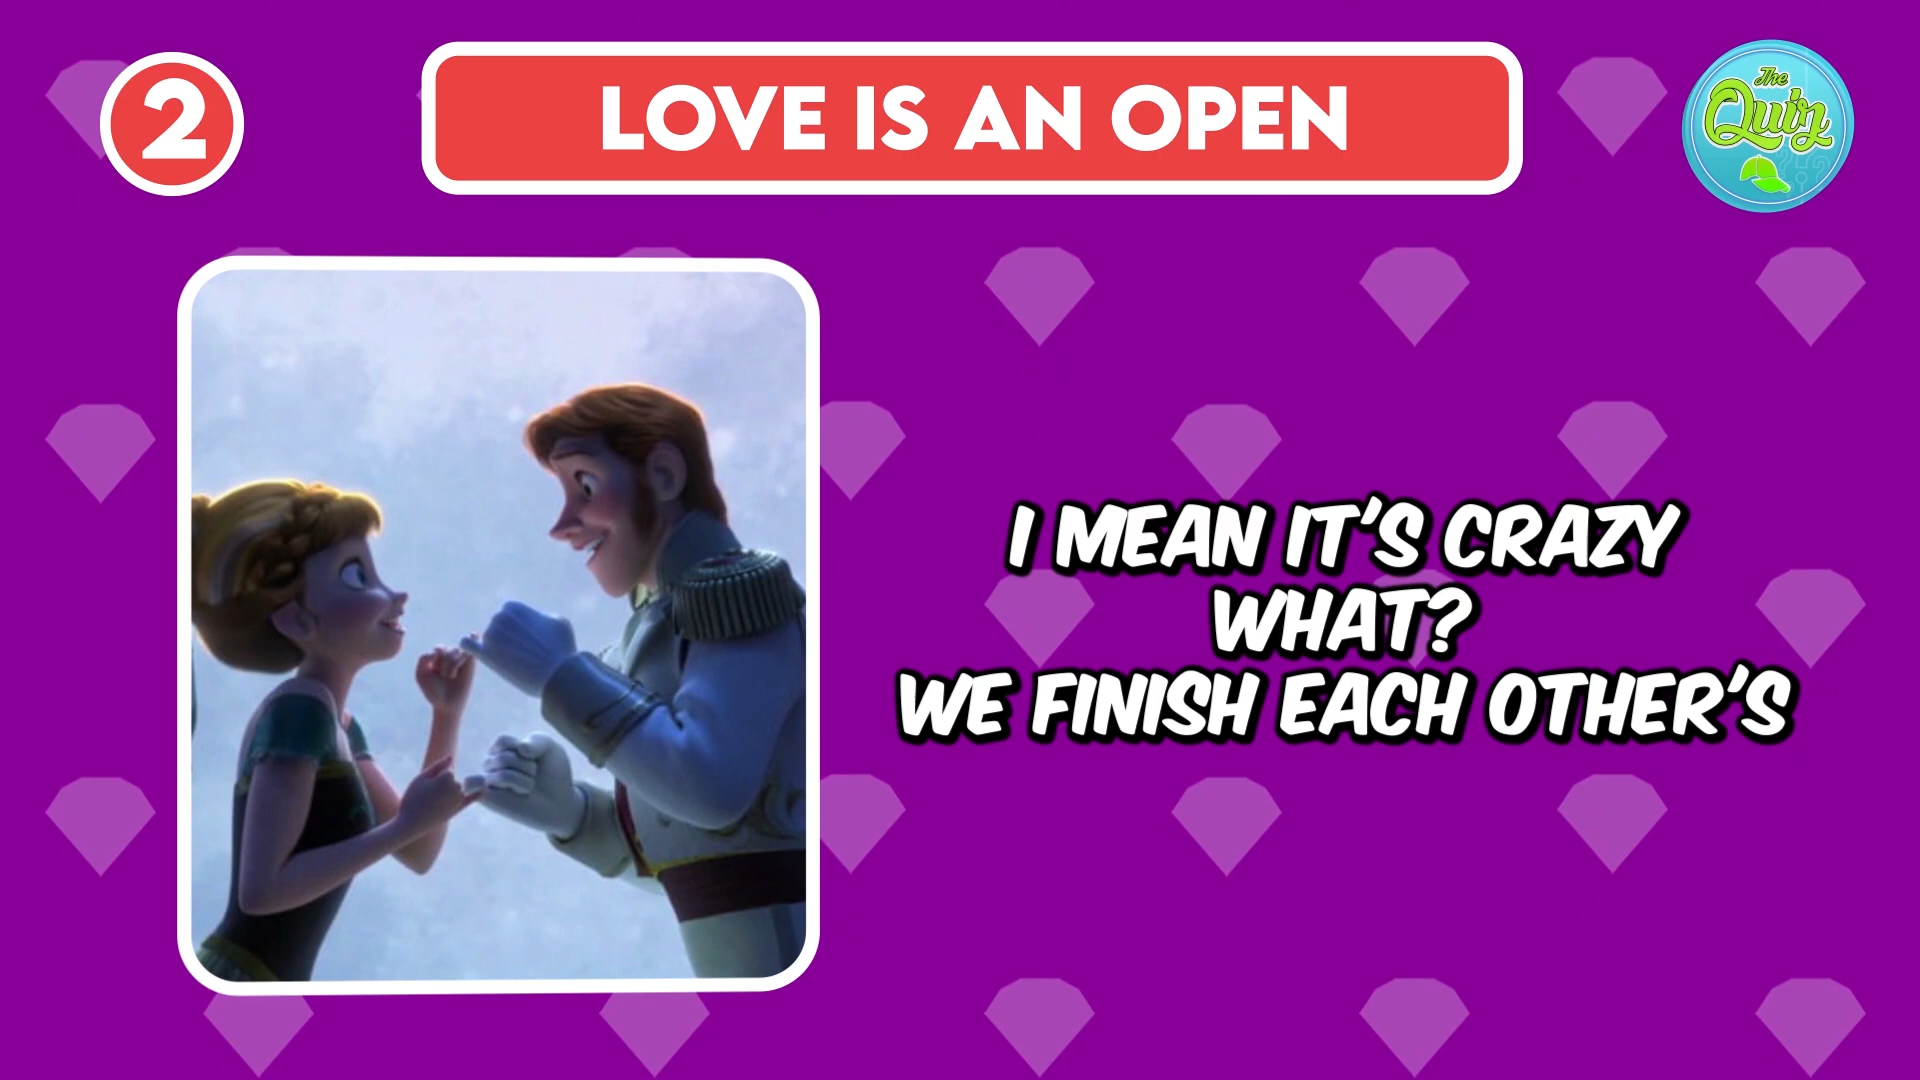 2
LOVE IS AN OPEN
The
Quiz
I MEAN IT'S CRAZY
WHAT?
WE FINISH EACH OTHER'S